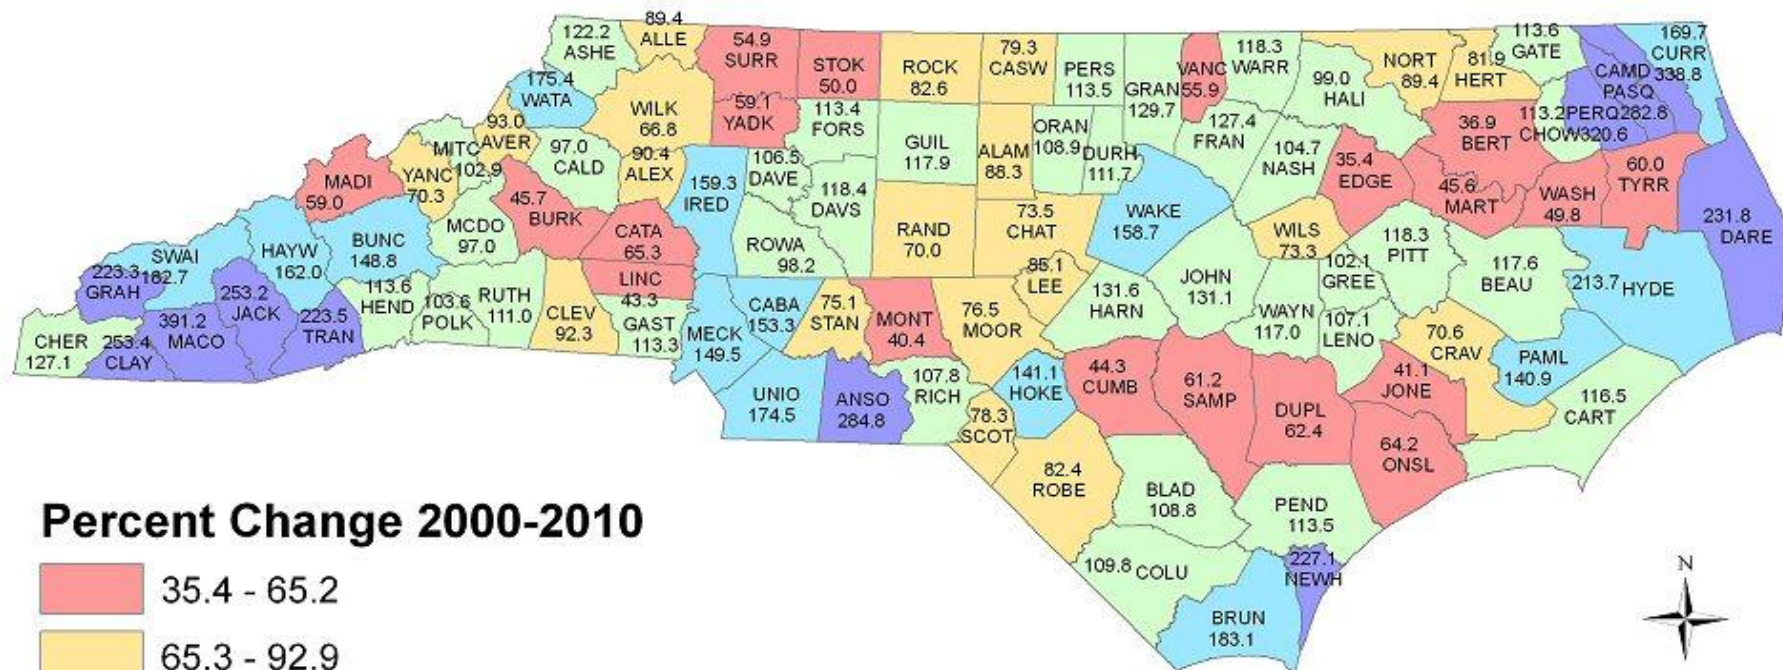 122.2
ASHE
89.4
ALLE
54.9
SURR
STOK
50.0
ROCK
82.6
79.3
CASW
PERS
113.5
GRAN
129.7
VANC
55.9
118.3
WARR
99.0
HALI
NORT
89.4
81.9
HERT
113.6
GATE
169.7
CURR
CAMD
338.8
PASQ
282.8
PERQ
320.6
113.2
CHOW
175.4
WATA
WILK
66.8
59.1
YADK
113.4
FORS
GUIL
117.9
ALAM
88.3
ORAN
108.9
DURH
111.7
127.4
FRAN
104.7
NASH
35.4
EDGE
36.9
BERT
45.6
MART
WASH
49.8
60.0
TYRR
231.8
DARE
93.0
AVER
MITC
102.9
YANC
70.3
MADI
59.0
97.0
CALD
90.4
ALEX
159.3
IRED
106.5
DAVE
118.4
DAVS
RAND
70.0
73.5
CHAT
WAKE
158.7
WILS
73.3
118.3
PITT
117.6
BEAU
213.7 HYDE
45.7
BURK
CATA
65.3
MCDO
97.0
BUNC
148.8
HAYW
162.0
SWAI
182.7
223.3
GRAH
ROWA
98.2
85.1
LEE
JOHN
131.1
102.1
GREE
WAYN
117.0
107.1
LENO
LINC
43.3
GAST
113.3
CLEV
92.3
RUTH
111.0
103.6
POLK
113.6
HEND
223.5
TRAN
253.2
JACK
391.2
MACO
253.4
CLAY
CHER
127.1
MECK
149.5
CABA
153.3
75.1
STAN
MONT
40.4
76.5
MOOR
131.6
HARN
70.6
CRAV
PAML
140.9
116.5
CART
41.1
JONE
UNIO
174.5
ANSO
284.8
107.8
RICH
78.3
SCOT
141.1
HOKE
44.3
CUMB
61.2
SAMP
DUPL
62.4
64.2
ONSL
82.4
ROBE
BLAD
108.8
PEND
113.5
109.8 COLU
227.1
NEWH
BRUN
183.1
Percent Change 2000-2010
35.4 - 65.2
65.3 - 92.9
N